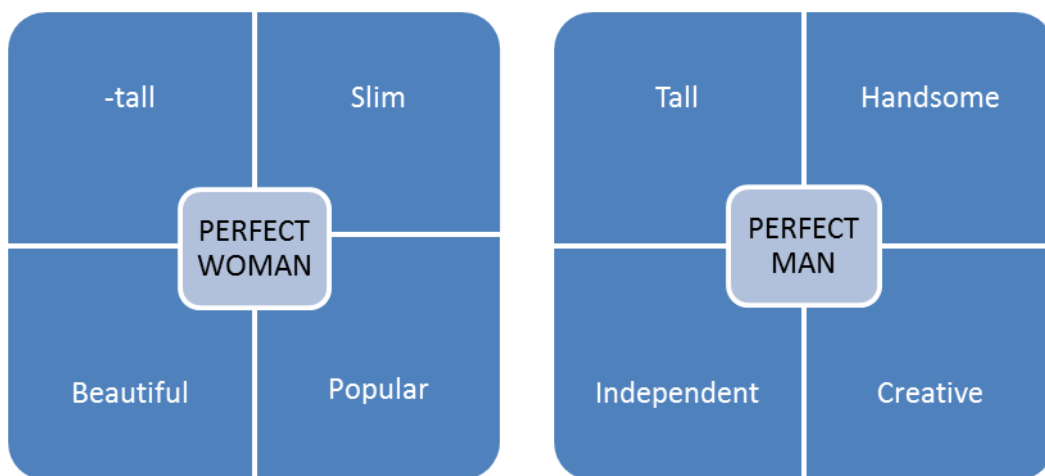 -tall
Slim
PERFECT
WOMAN
Beautiful
Popular
Tall
Handsome
PERFECT
MAN
Independent
Creative